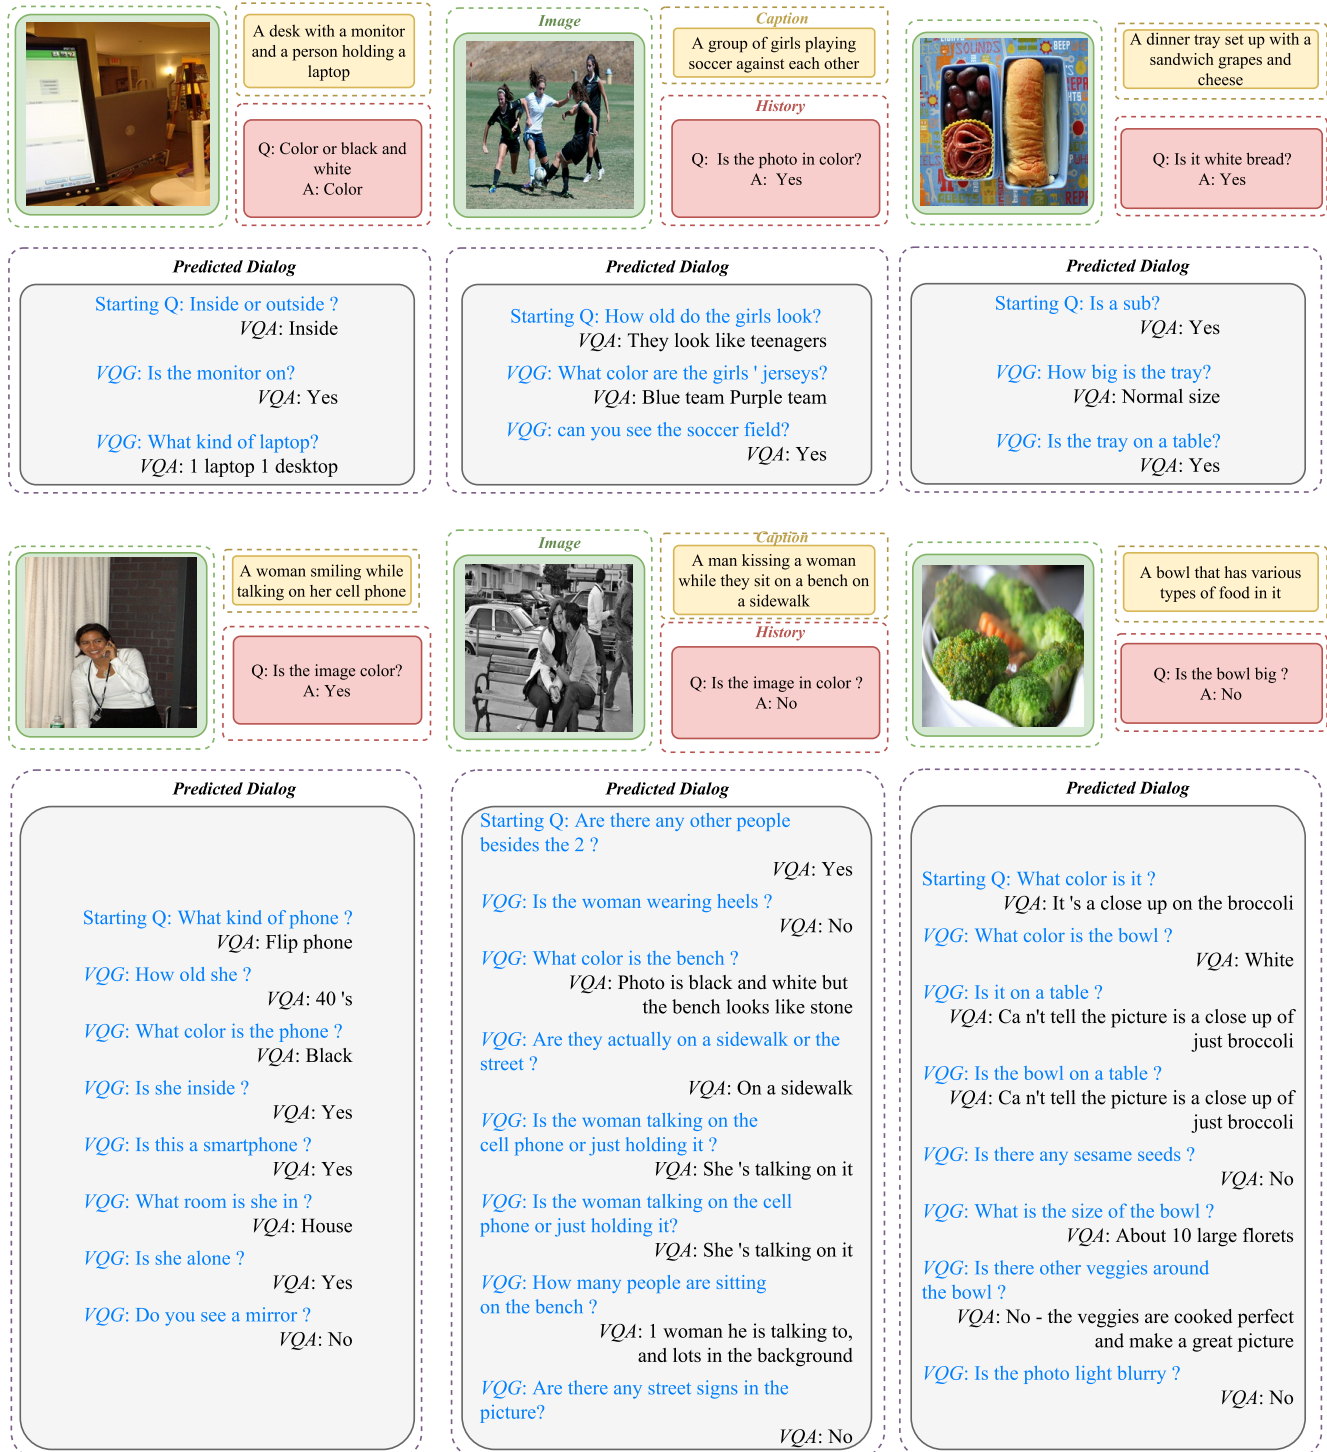 A desk with a monitor
and a person holding a
laptop
Q: Color or black and
white
A: Color
Predicted Dialog
Starting Q: Inside or outside ?
VQA: Inside
VQG: Is the monitor on?
VQA: Yes
VQG: What kind of laptop?
VQA: 1 laptop 1 desktop
Image
Caption
A group of girls playing
soccer against each other
History
Q: Is the photo in color?
A: Yes
Predicted Dialog
Starting Q: How old do the girls look?
VQA: They look like teenagers
VQG: What color are the girls ' jerseys?
VQA: Blue team Purple team
VQG: can you see the soccer field?
VQA: Yes
SOUNDS
BEEP
A dinner tray set up with a
sandwich grapes and
cheese
Q: Is it white bread?
A: Yes
Predicted Dialog
Starting Q: Is a sub?
VQA: Yes
VQG: How big is the tray?
VQA: Normal size
VQG: Is the tray on a table?
VQA: Yes
A woman smiling while
talking on her cell phone
Q: Is the image color?
A: Yes
Predicted Dialog
Starting Q: What kind of phone ?
VQA: Flip phone
VQG: How old she ?
VQA: 40 's
VQG: What color is the phone ?
VQA: Black
VQG: Is she inside ?
VQA: Yes
VQG: Is this a smartphone ?
VQA: Yes
VQG: What room is she in ?
VQA: House
VQG: Is she alone ?
VQA: Yes
VQG: Do you see a mirror ?
VQA: No
Image
Caption
A man kissing a woman
while they sit on a bench on
a sidewalk
History
Q: Is the image in color ?
A: No
Predicted Dialog
Starting Q: Are there any other people
besides the 2 ?
VQA: Yes
VQG: Is the woman wearing heels ?
VQA: No
VQG: What color is the bench ?
VQA: Photo is black and white but
the bench looks like stone
VQG: Are they actually on a sidewalk or the
street ?
VQA: On a sidewalk
VQG: Is the woman talking on the
cell phone or just holding it ?
VQA: She 's talking on it
VQG: Is the woman talking on the cell
phone or just holding it?
VQA: She 's talking on it
VQG: How many people are sitting
on the bench ?
VQA: 1 woman he is talking to,
and lots in the background
VQG: Are there any street signs in the
picture?
VQA: No
A bowl that has various
types of food in it
Q: Is the bowl big ?
A: No
Predicted Dialog
Starting Q: What color is it ?
VQA: It 's a close up on the broccoli
VQG: What color is the bowl ?
VQA: White
VQG: Is it on a table ?
VQA: Ca n't tell the picture is a close up of
just broccoli
VQG: Is the bowl on a table ?
VQA: Ca n't tell the picture is a close up of
just broccoli
VQG: Is there any sesame seeds ?
VQA: No
VQG: What is the size of the bowl ?
VQA: About 10 large florets
VQG: Is there other veggies around
the bowl ?
VQA: No - the veggies are cooked perfect
and make a great picture
VQG: Is the photo light blurry ?
VQA: No